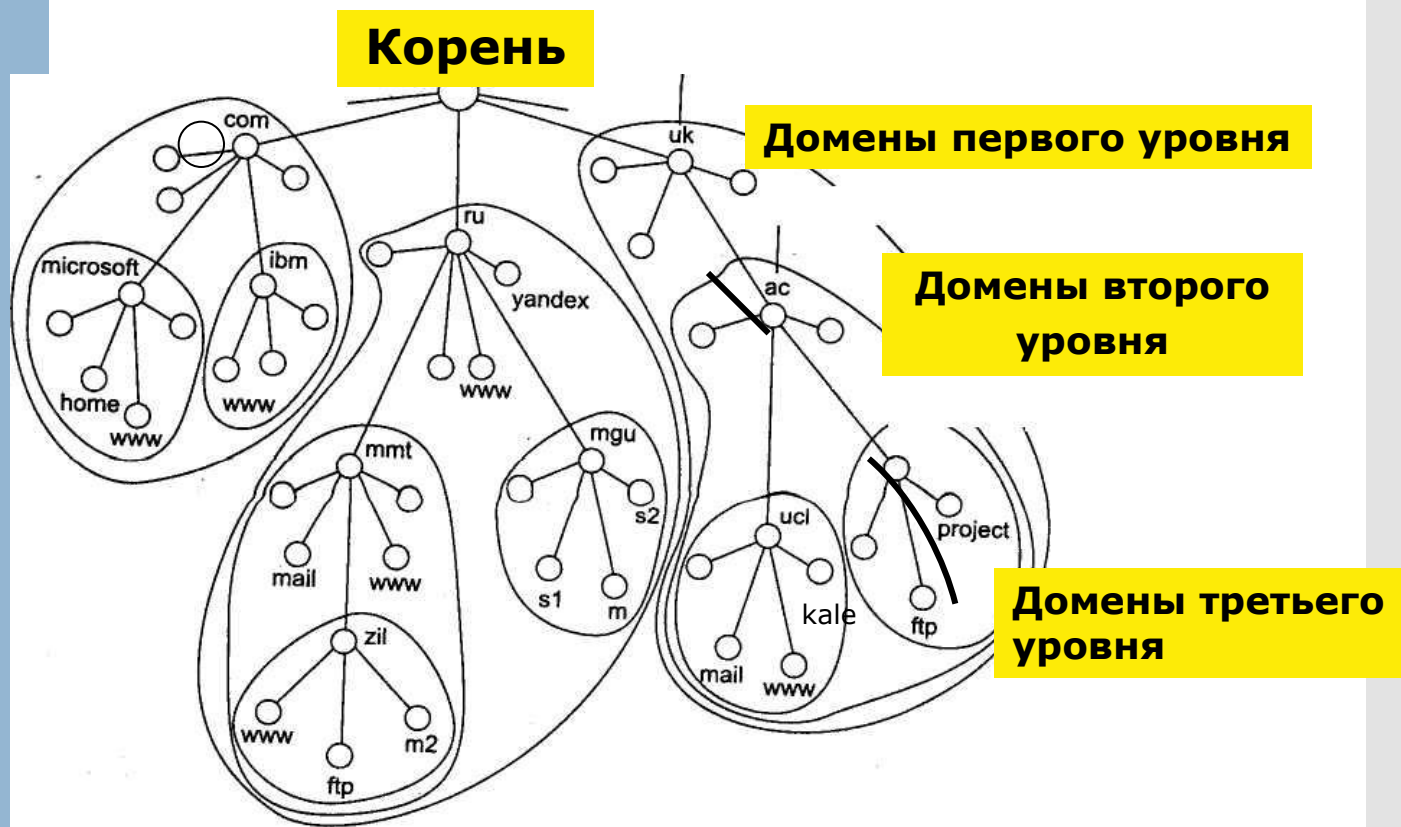 Корень
com
uk
Домены первого уровня
ru
microsoft
ibm
yandex
ac
Домены второго
уровня
home
www
www
www
mmt
mgu
s2
ucl
project
mail
www
s1
m
kale
ftp
Домены третьего
уровня
zil
mail
www
www
m2
ftp